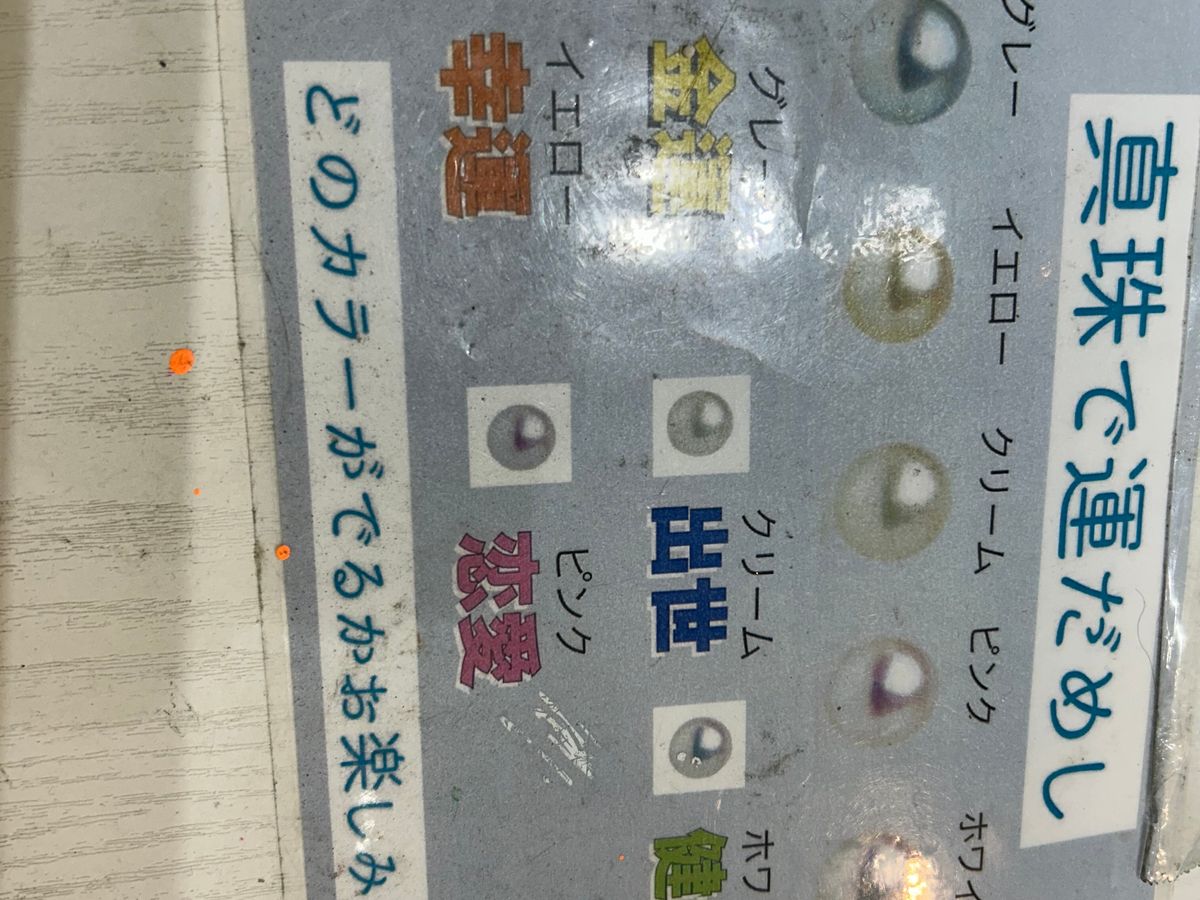 真珠で運だめし
グレー イエロー クリーム ピンク ホワイ
グレー クリーム ホワ
金運 出世 健
イエロー ピンク
幸運 恋愛
どのカラーがでるかお楽しみ